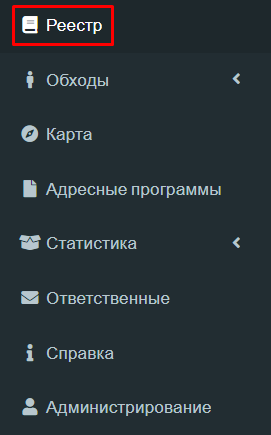 Реестр
Обходы
Карта
Адресные программы
Статистика
Ответственные
Справка
Администрирование